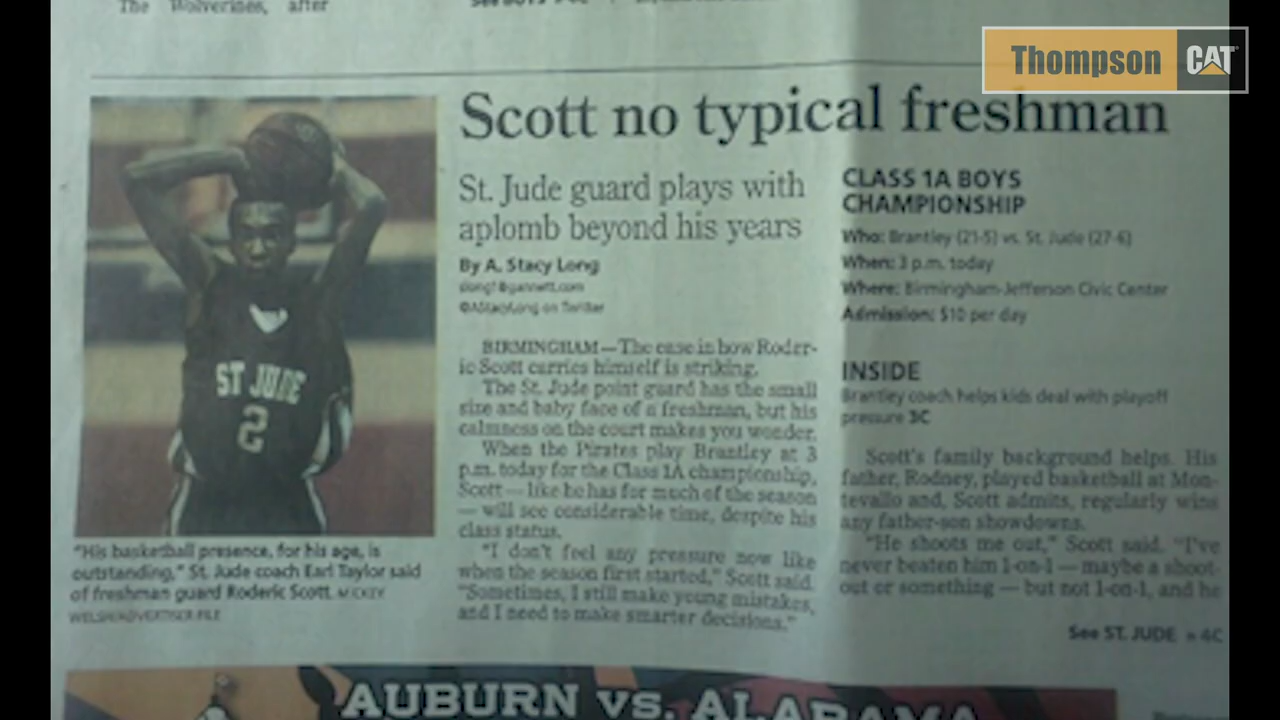 The Wolverines, after
Thompson CAT
Scott no typical freshman
St. Jude guard plays with
aplomb beyond his years
By A. Stacy Long
slong1@gannett.com
@AStacyLong on Twitter
BIRMINGHAM — The ease in how Roder-
ic Scott carries himself is striking.
The St. Jude point guard has the small
size and baby face of a freshman, but his
calmness on the court makes you wonder.
When the Pirates play Brantley at 3
p.m. today for the Class 1A championship,
Scott — like he has for much of the season
— will see considerable time, despite his
class status.
"I don't feel any pressure now like
when the season first started," Scott said.
"Sometimes, I still make young mistakes,
and I need to make smarter decisions."
CLASS 1A BOYS
CHAMPIONSHIP
Who: Brantley (21-5) vs. St. Jude (27-6)
When: 3 p.m. today
Where: Birmingham-Jefferson Civic Center
Admission: $10 per day
INSIDE
Brantley coach helps kids deal with playoff
pressure 3C
Scott's family background helps. His
father, Rodney, played basketball at Mon-
tevallo and, Scott admits, regularly wins
any father-son showdowns.
"He shoots me out," Scott said. "I've
never beaten him 1-on-1 — maybe a shoot-
out or something — but not 1-on-1, and he
See ST. JUDE » 4C
ST JUDE
2
"His basketball presence, for his age, is
outstanding," St. Jude coach Earl Taylor said
of freshman guard Roderic Scott. MICKEY
WELSH/ADVERTISER FILE
AUBURN VS. ALABAMA